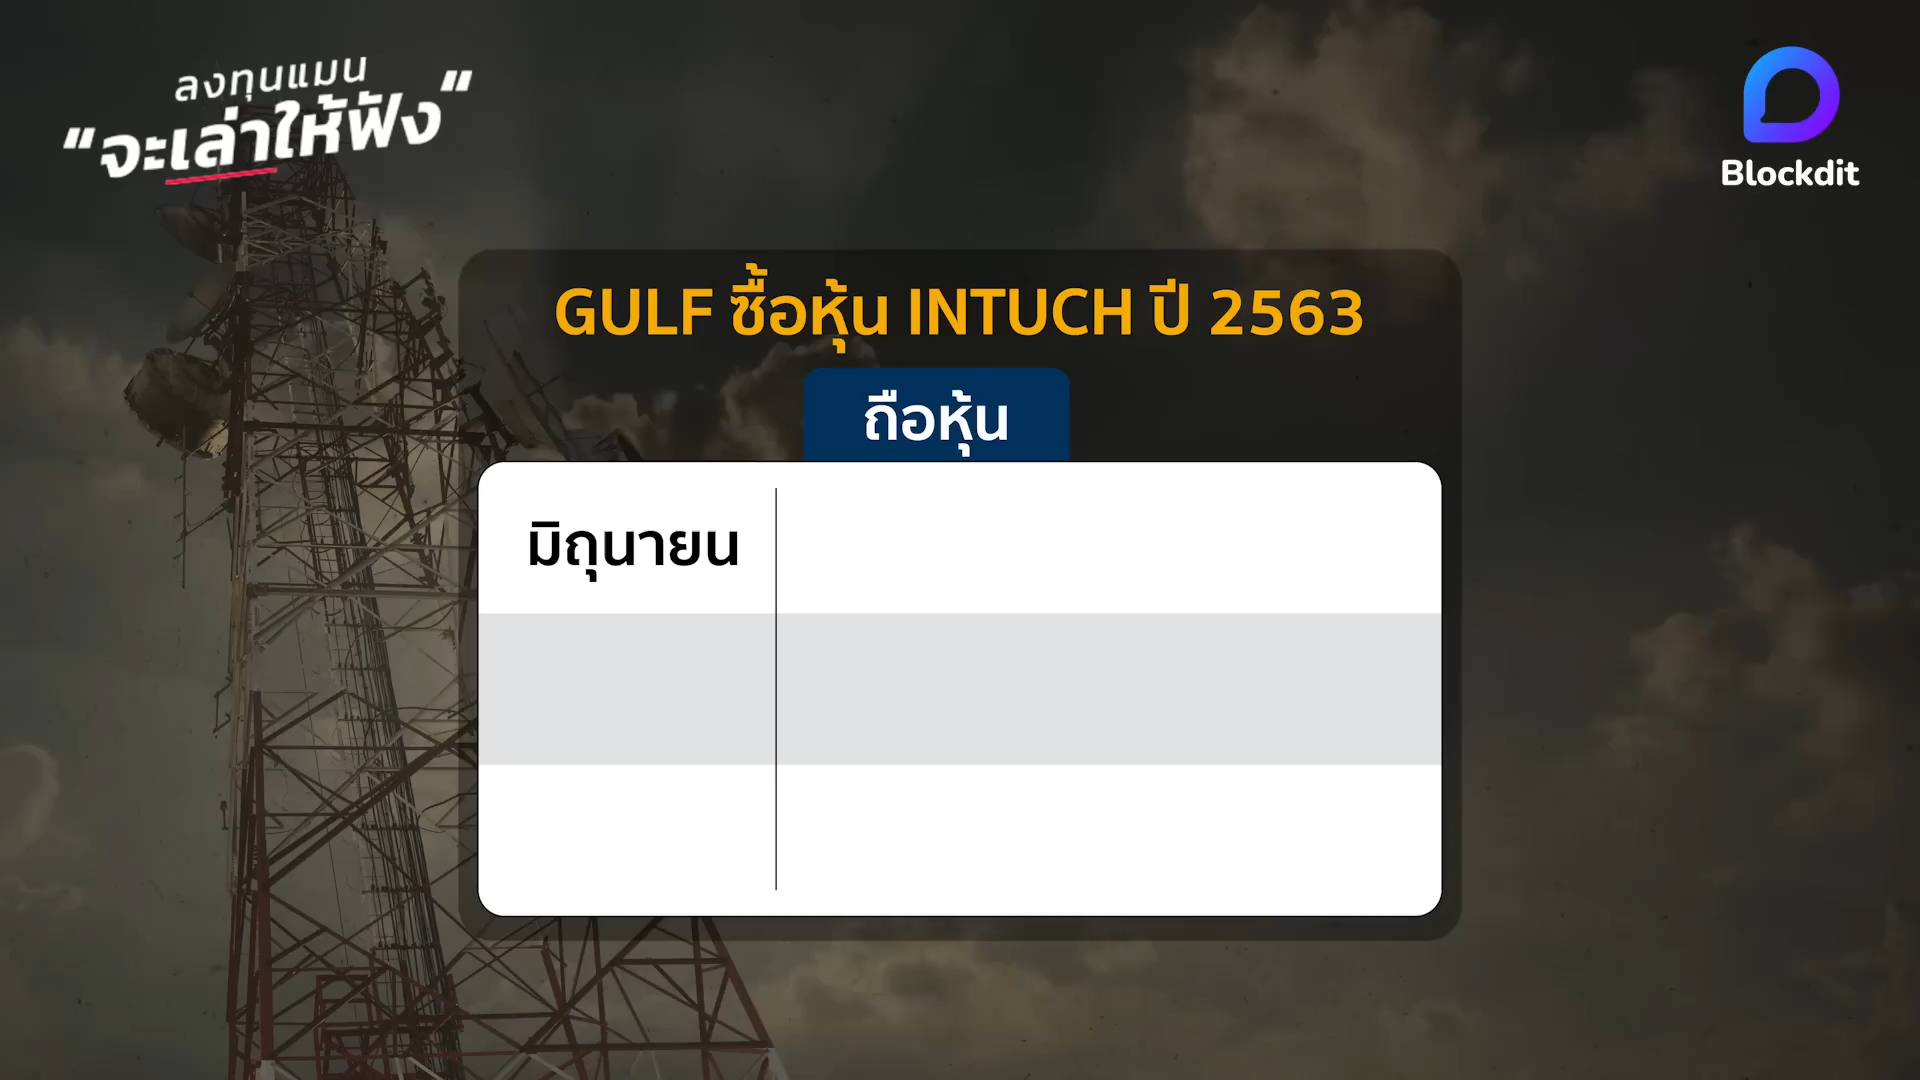 ลงทุนแมน
“จะเล่าให้ฟัง“
Blockdit
GULF ซื้อหุ้น INTUCH ปี 2563
ถือหุ้น
มิถุนายน